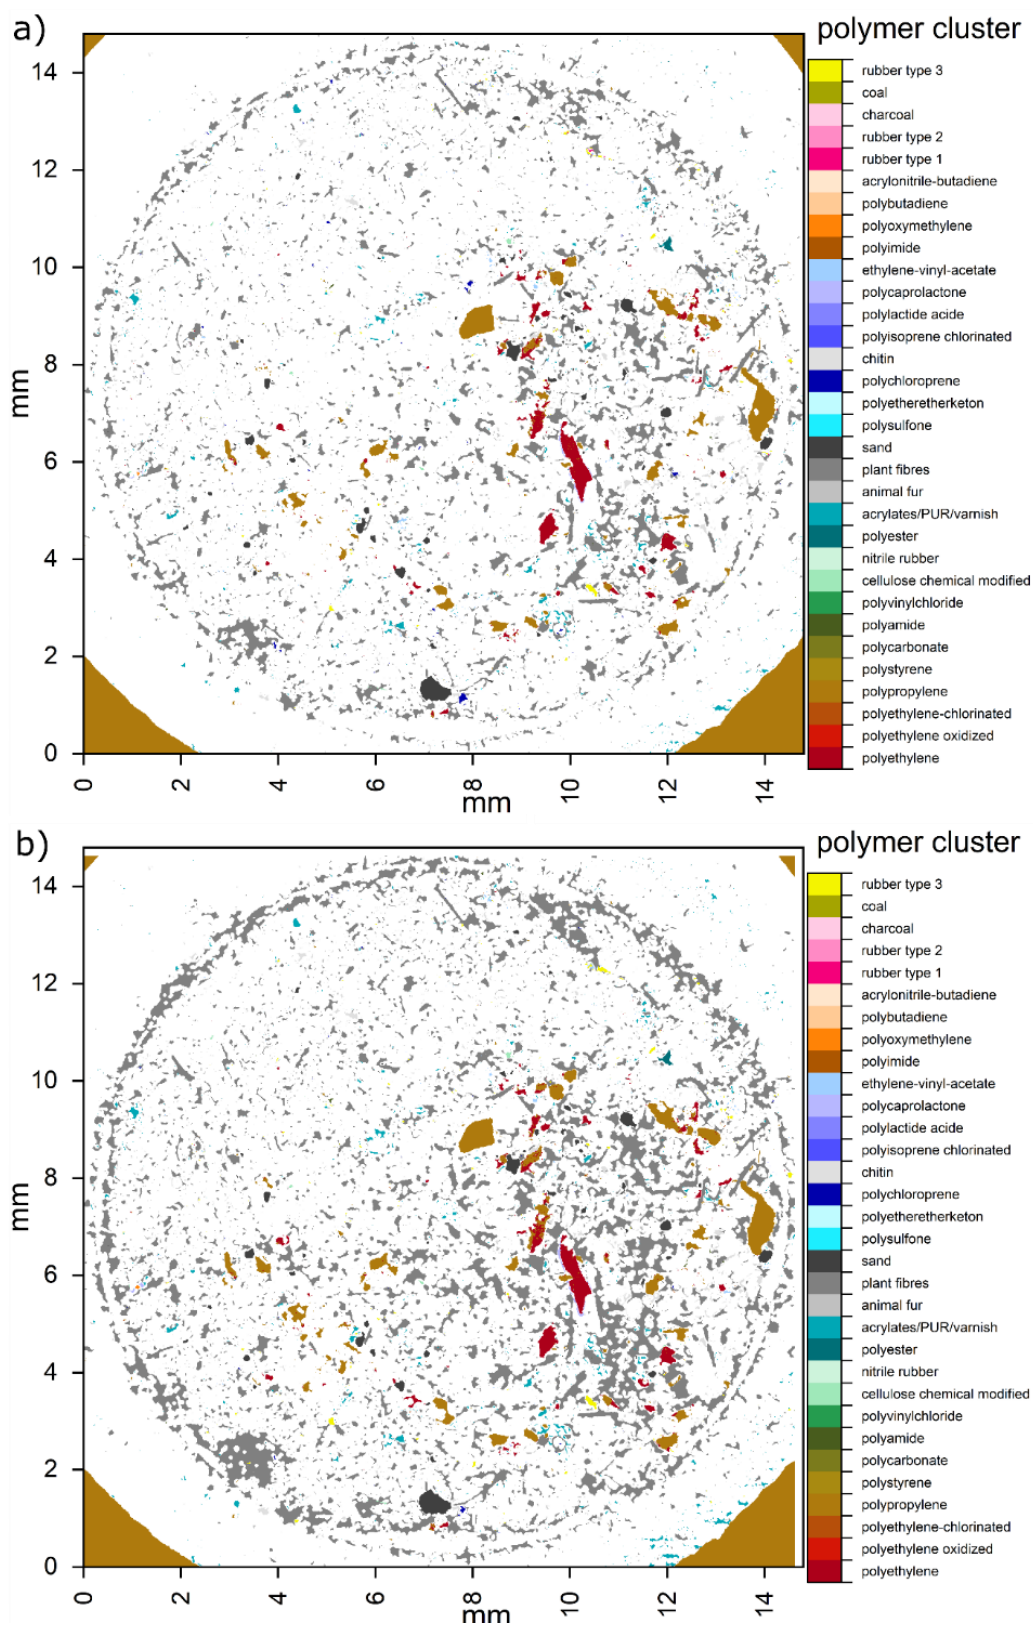 a)
polymer cluster
rubber type 3
coal
charcoal
rubber type 2
rubber type 1
acrylonitrile-butadiene
polybutadiene
polyoxymethylene
polyimide
ethylene-vinyl-acetate
polycaprolactone
polylactide acide
polyisoprene chlorinated
chitin
polychloroprene
polyetheretherketon
polysulfone
sand
plant fibres
animal fur
acrylates/PUR/varnish
polyester
nitrile rubber
cellulose chemical modified
polyvinylchloride
polyamide
polycarbonate
polystyrene
polypropylene
polyethylene-chlorinated
polyethylene oxidized
polyethylene
14
12
10
8
6
4
2
0
mm
0 2 4 6 8 10 12 14
mm
b)
polymer cluster
rubber type 3
coal
charcoal
rubber type 2
rubber type 1
acrylonitrile-butadiene
polybutadiene
polyoxymethylene
polyimide
ethylene-vinyl-acetate
polycaprolactone
polylactide acide
polyisoprene chlorinated
chitin
polychloroprene
polyetheretherketon
polysulfone
sand
plant fibres
animal fur
acrylates/PUR/varnish
polyester
nitrile rubber
cellulose chemical modified
polyvinylchloride
polyamide
polycarbonate
polystyrene
polypropylene
polyethylene-chlorinated
polyethylene oxidized
polyethylene
14
12
10
8
6
4
2
0
mm
0 2 4 6 8 10 12 14
mm